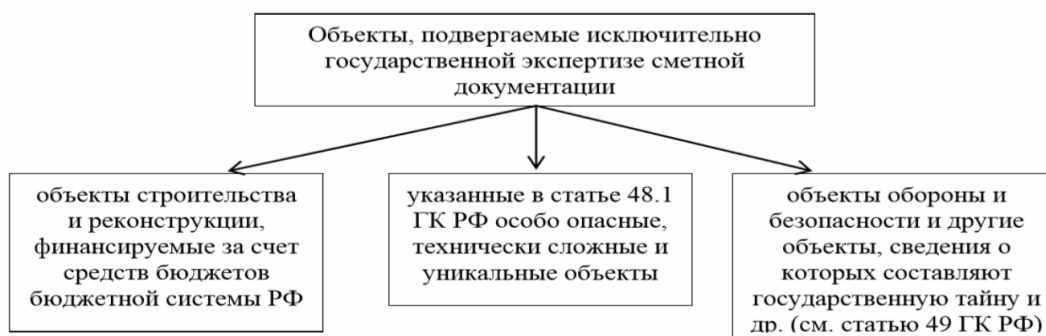 Объекты, подвергаемые исключительно
государственной экспертизе сметной
документации
объекты строительства
и реконструкции,
финансируемые за счет
средств бюджетов
бюджетной системы РФ
указанные в статье 48.1
ГК РФ особо опасные,
технически сложные и
уникальные объекты
объекты обороны и
безопасности и другие
объекты, сведения о
которых составляют
государственную тайну и
др. (см. статью 49 ГК РФ)